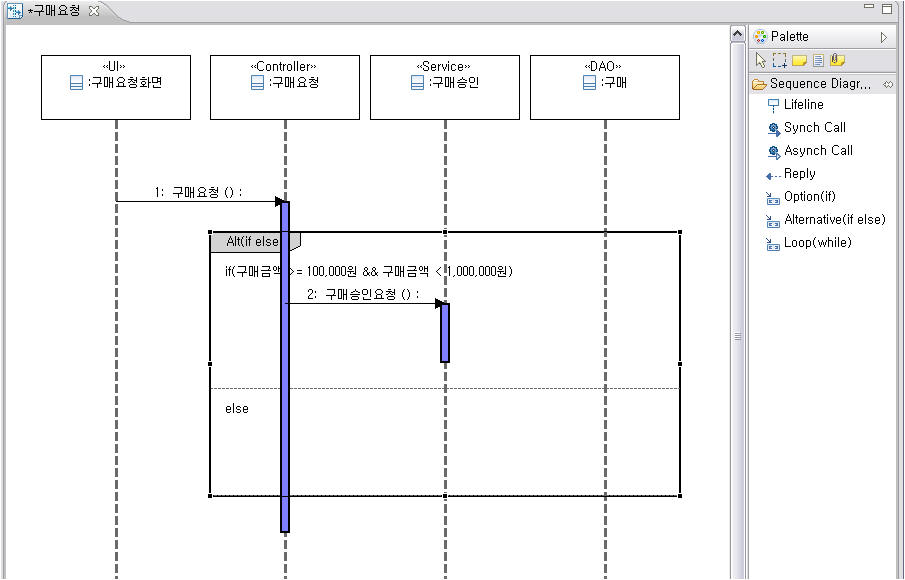 *구매요청
«UI»
:구매요청화면
«Controller»
:구매요청
«Service»
:구매승인
«DAO»
:구매
1: 구매요청 () :
Alt(if else
if(구매금액 >= 100,000원 && 구매금액 < 1,000,000원)
2: 구매승인요청 () :
else
Palette
Sequence Diagr...
Lifeline
Synch Call
Asynch Call
Reply
Option(if)
Alternative(if else)
Loop(while)